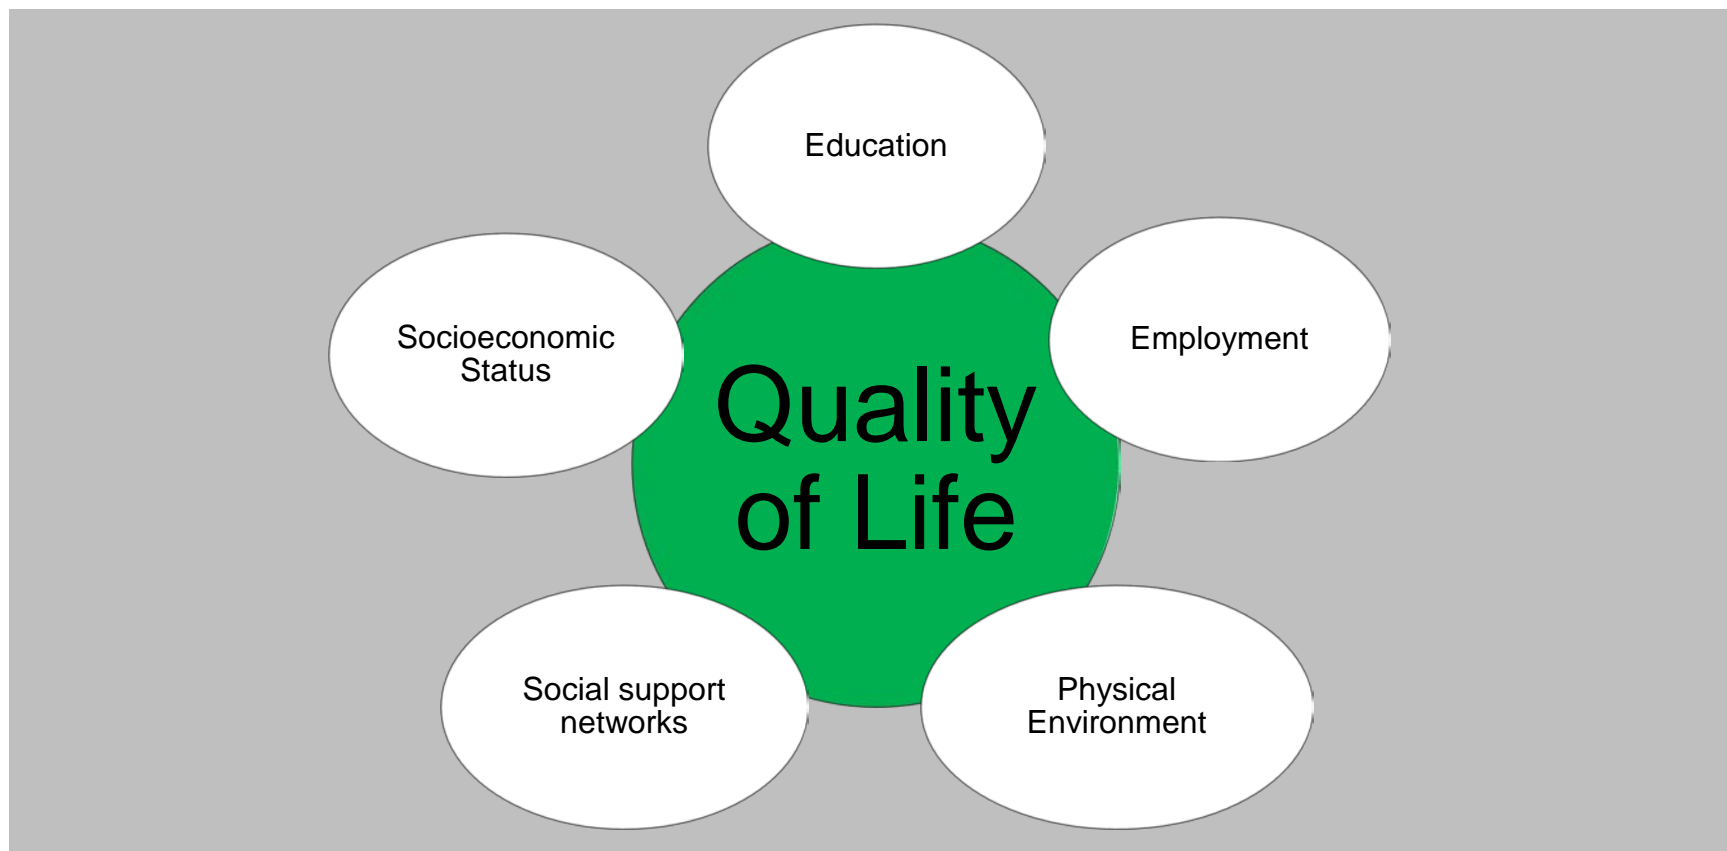 Education
Employment
Socioeconomic
Status
Quality
of Life
Social support
networks
Physical
Environment